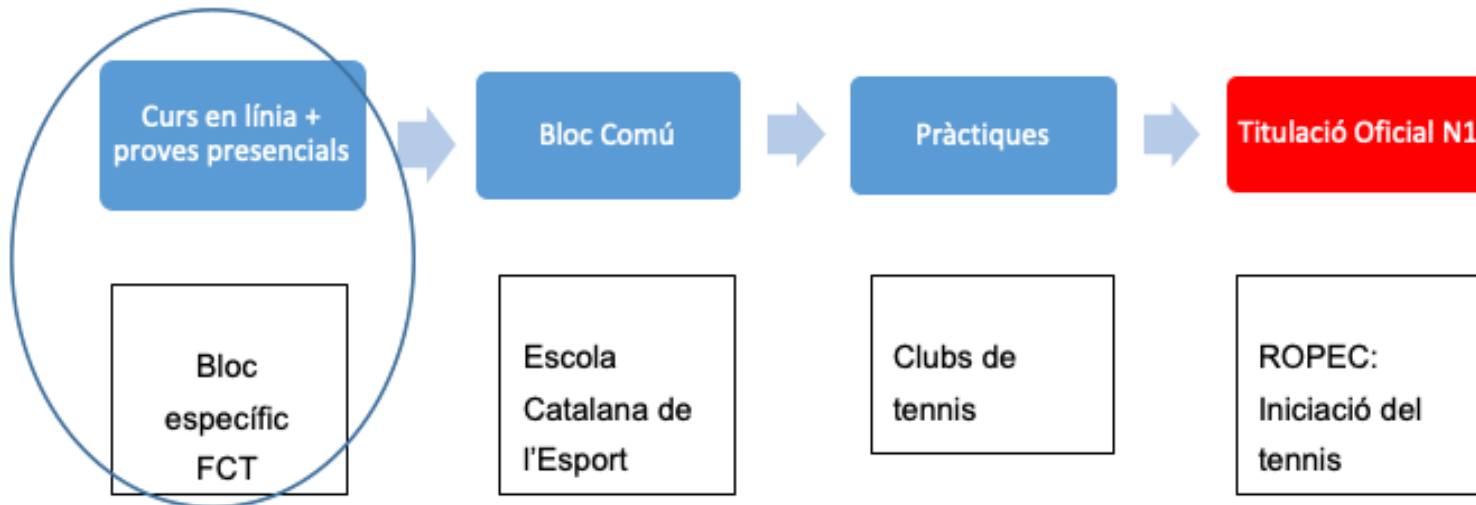 Curs en línia +
proves presencials
Bloc Comú
Pràctiques
Titulació Oficial N1
Bloc
específic
FCT
Escola
Catalana de
l'Esport
Clubs de
tennis
ROPEC:
Iniciació del
tennis